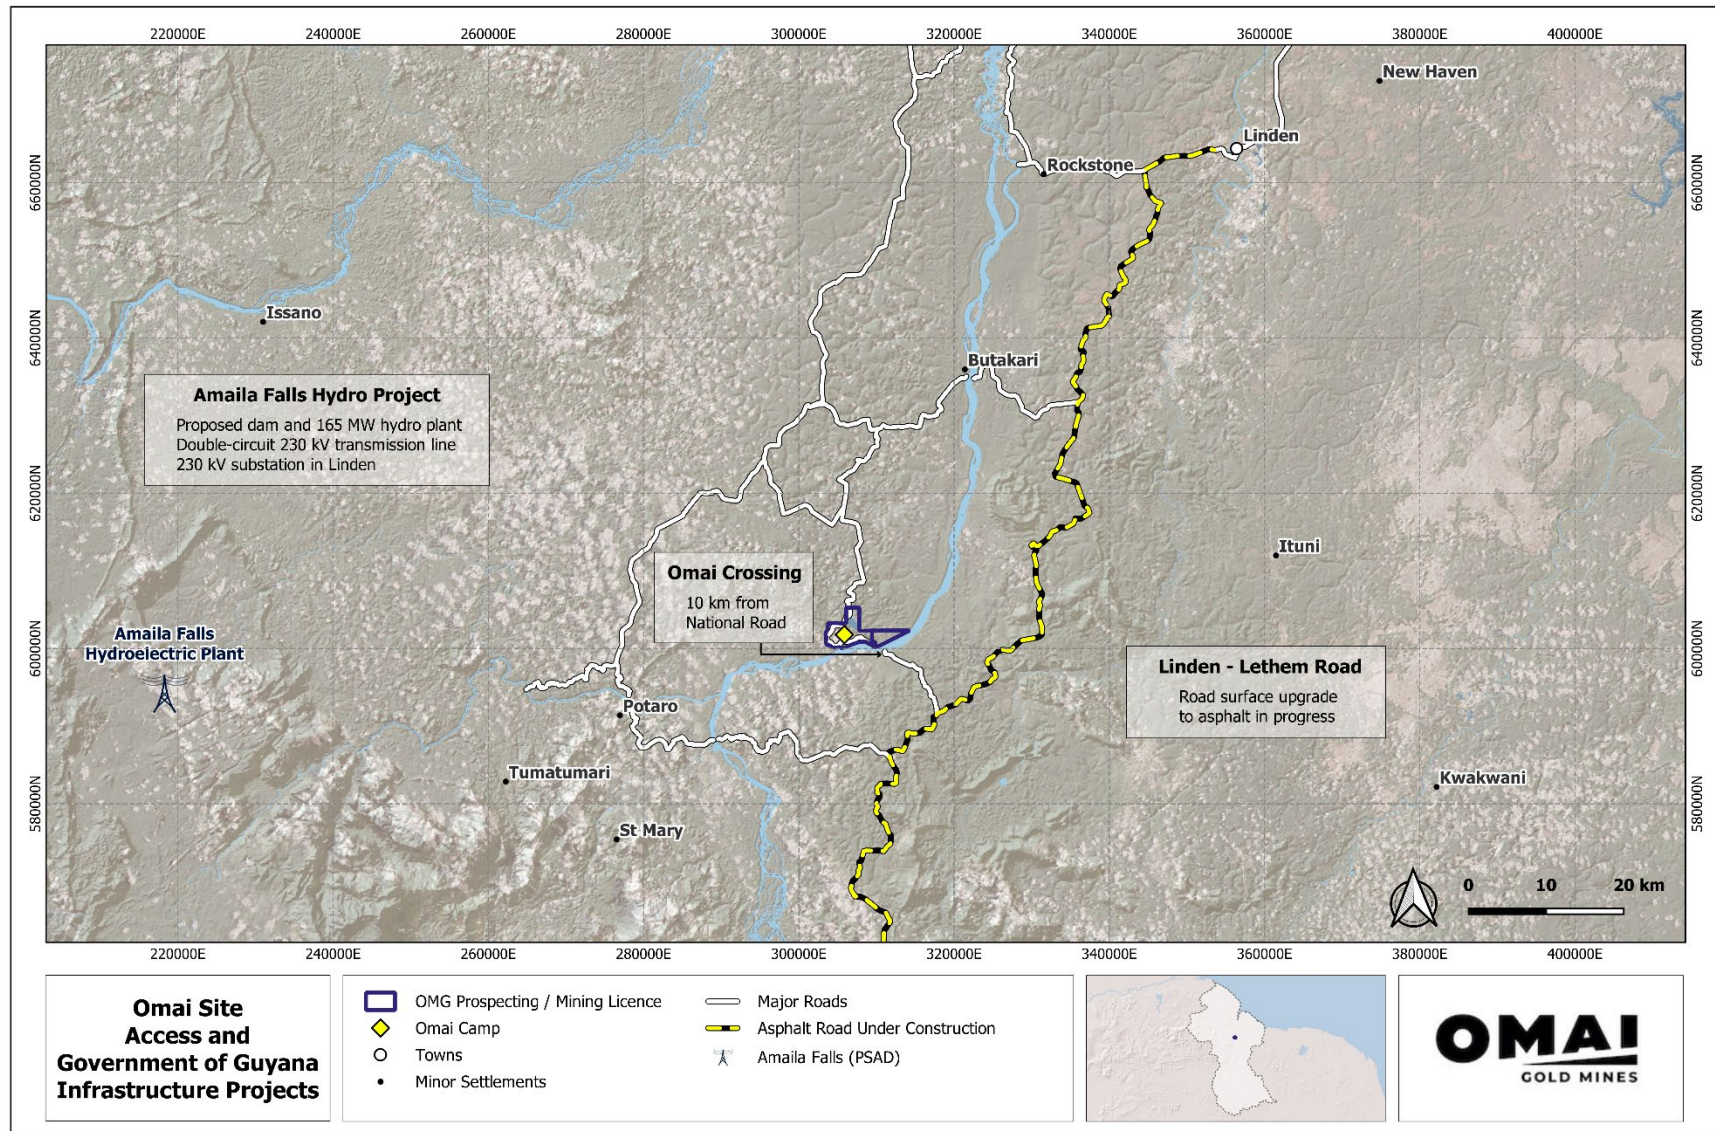 220000E 240000E 260000E 280000E 300000E 320000E 340000E 360000E 380000E 400000E
New Haven
Linden
Rockstone
660000N 660000N
Issano
640000N 640000N
Butakari
Amaila Falls Hydro Project
Proposed dam and 165 MW hydro plant
Double-circuit 230 kV transmission line
230 kV substation in Linden
620000N 620000N
Ituni
Omai Crossing
10 km from
National Road
Amaila Falls
Hydroelectric Plant
600000N 600000N
Linden - Lethem Road
Road surface upgrade
to asphalt in progress
Potaro
Tumatumari
Kwakwani
580000N 580000N
St Mary
0 10 20 km
220000E 240000E 260000E 280000E 300000E 320000E 340000E 360000E 380000E 400000E
Omai Site
Access and
Government of Guyana
Infrastructure Projects
OMG Prospecting / Mining Licence
Omai Camp
Towns
Minor Settlements
Major Roads
Asphalt Road Under Construction
Amaila Falls (PSAD)
OMAI
GOLD MINES